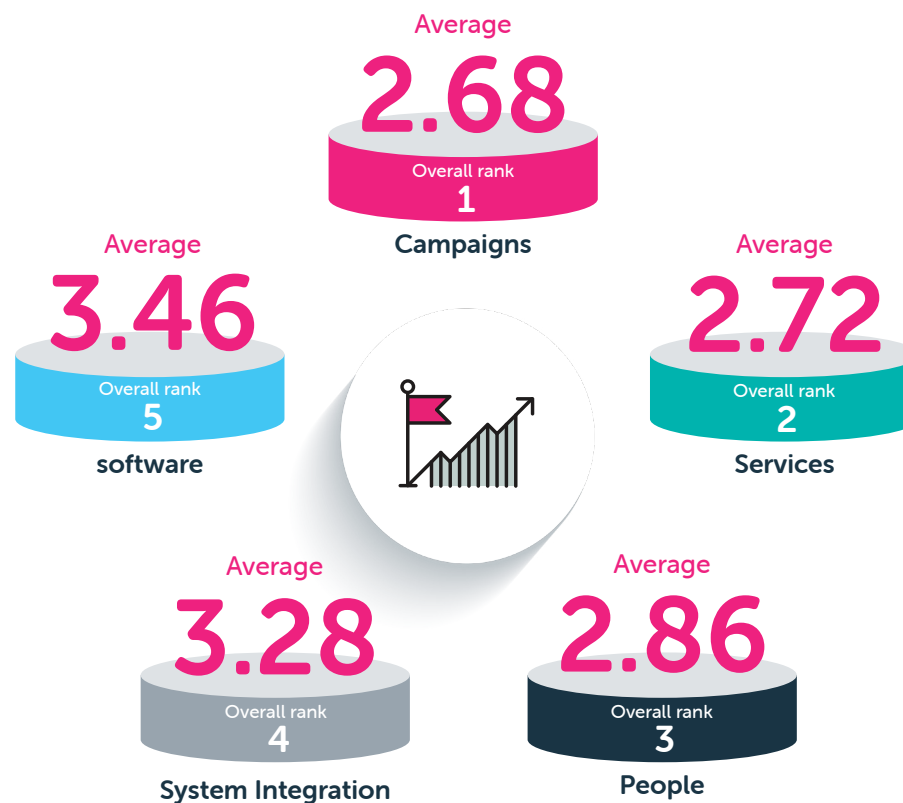 Average
2.68
Overall rank
1
Campaigns
Average
3.46
Overall rank
5
software
Average
2.72
Overall rank
2
Services
Average
3.28
Overall rank
4
System Integration
Average
2.86
Overall rank
3
People